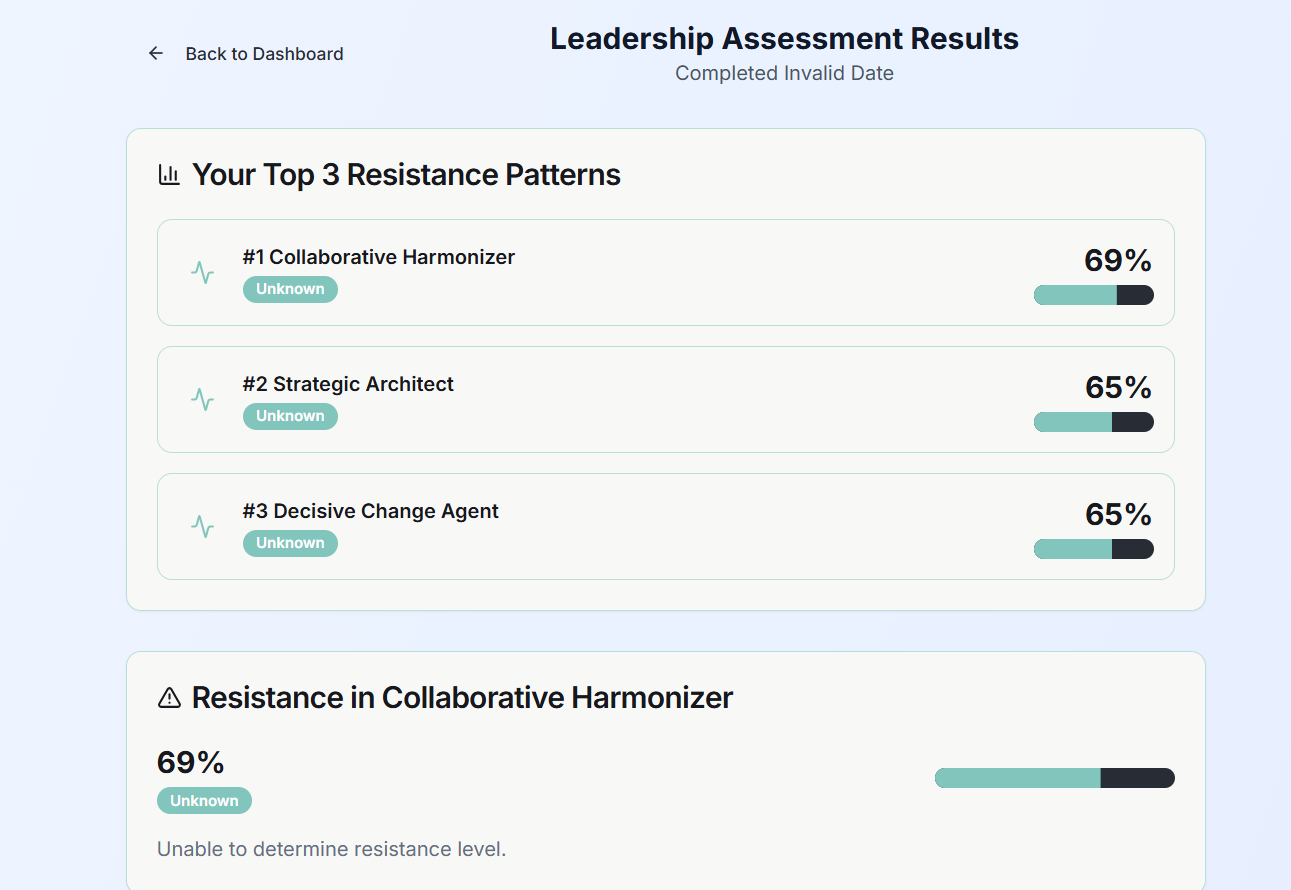 Back to Dashboard
Leadership Assessment Results
Completed Invalid Date
Your Top 3 Resistance Patterns
#1 Collaborative Harmonizer
Unknown
69%
#2 Strategic Architect
Unknown
65%
#3 Decisive Change Agent
Unknown
65%
Resistance in Collaborative Harmonizer
69%
Unknown
Unable to determine resistance level.